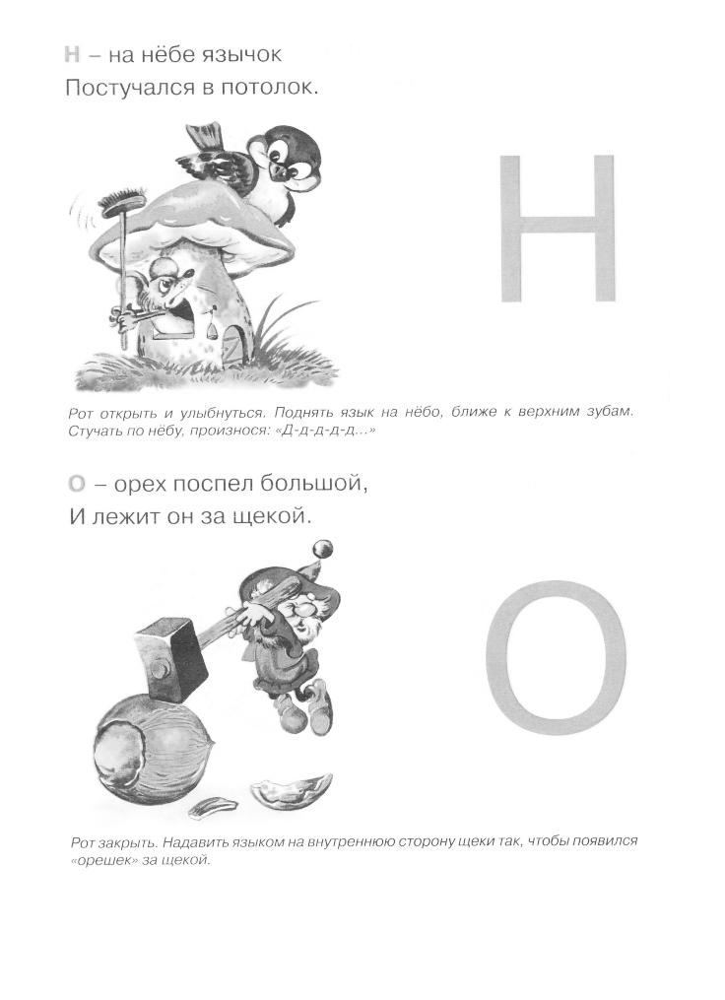 Н – на нёбе язычок
Постучался в потолок.
Н
Рот открыть и улыбнуться. Поднять язык на нёбо, ближе к верхним зубам.
Стучать по нёбу, произнося: «Д-д-д-д-д...»
О – орех поспел большой,
И лежит он за щекой.
О
Рот закрыть. Надавить языком на внутреннюю сторону щеки так, чтобы появился
«орешек» за щекой.